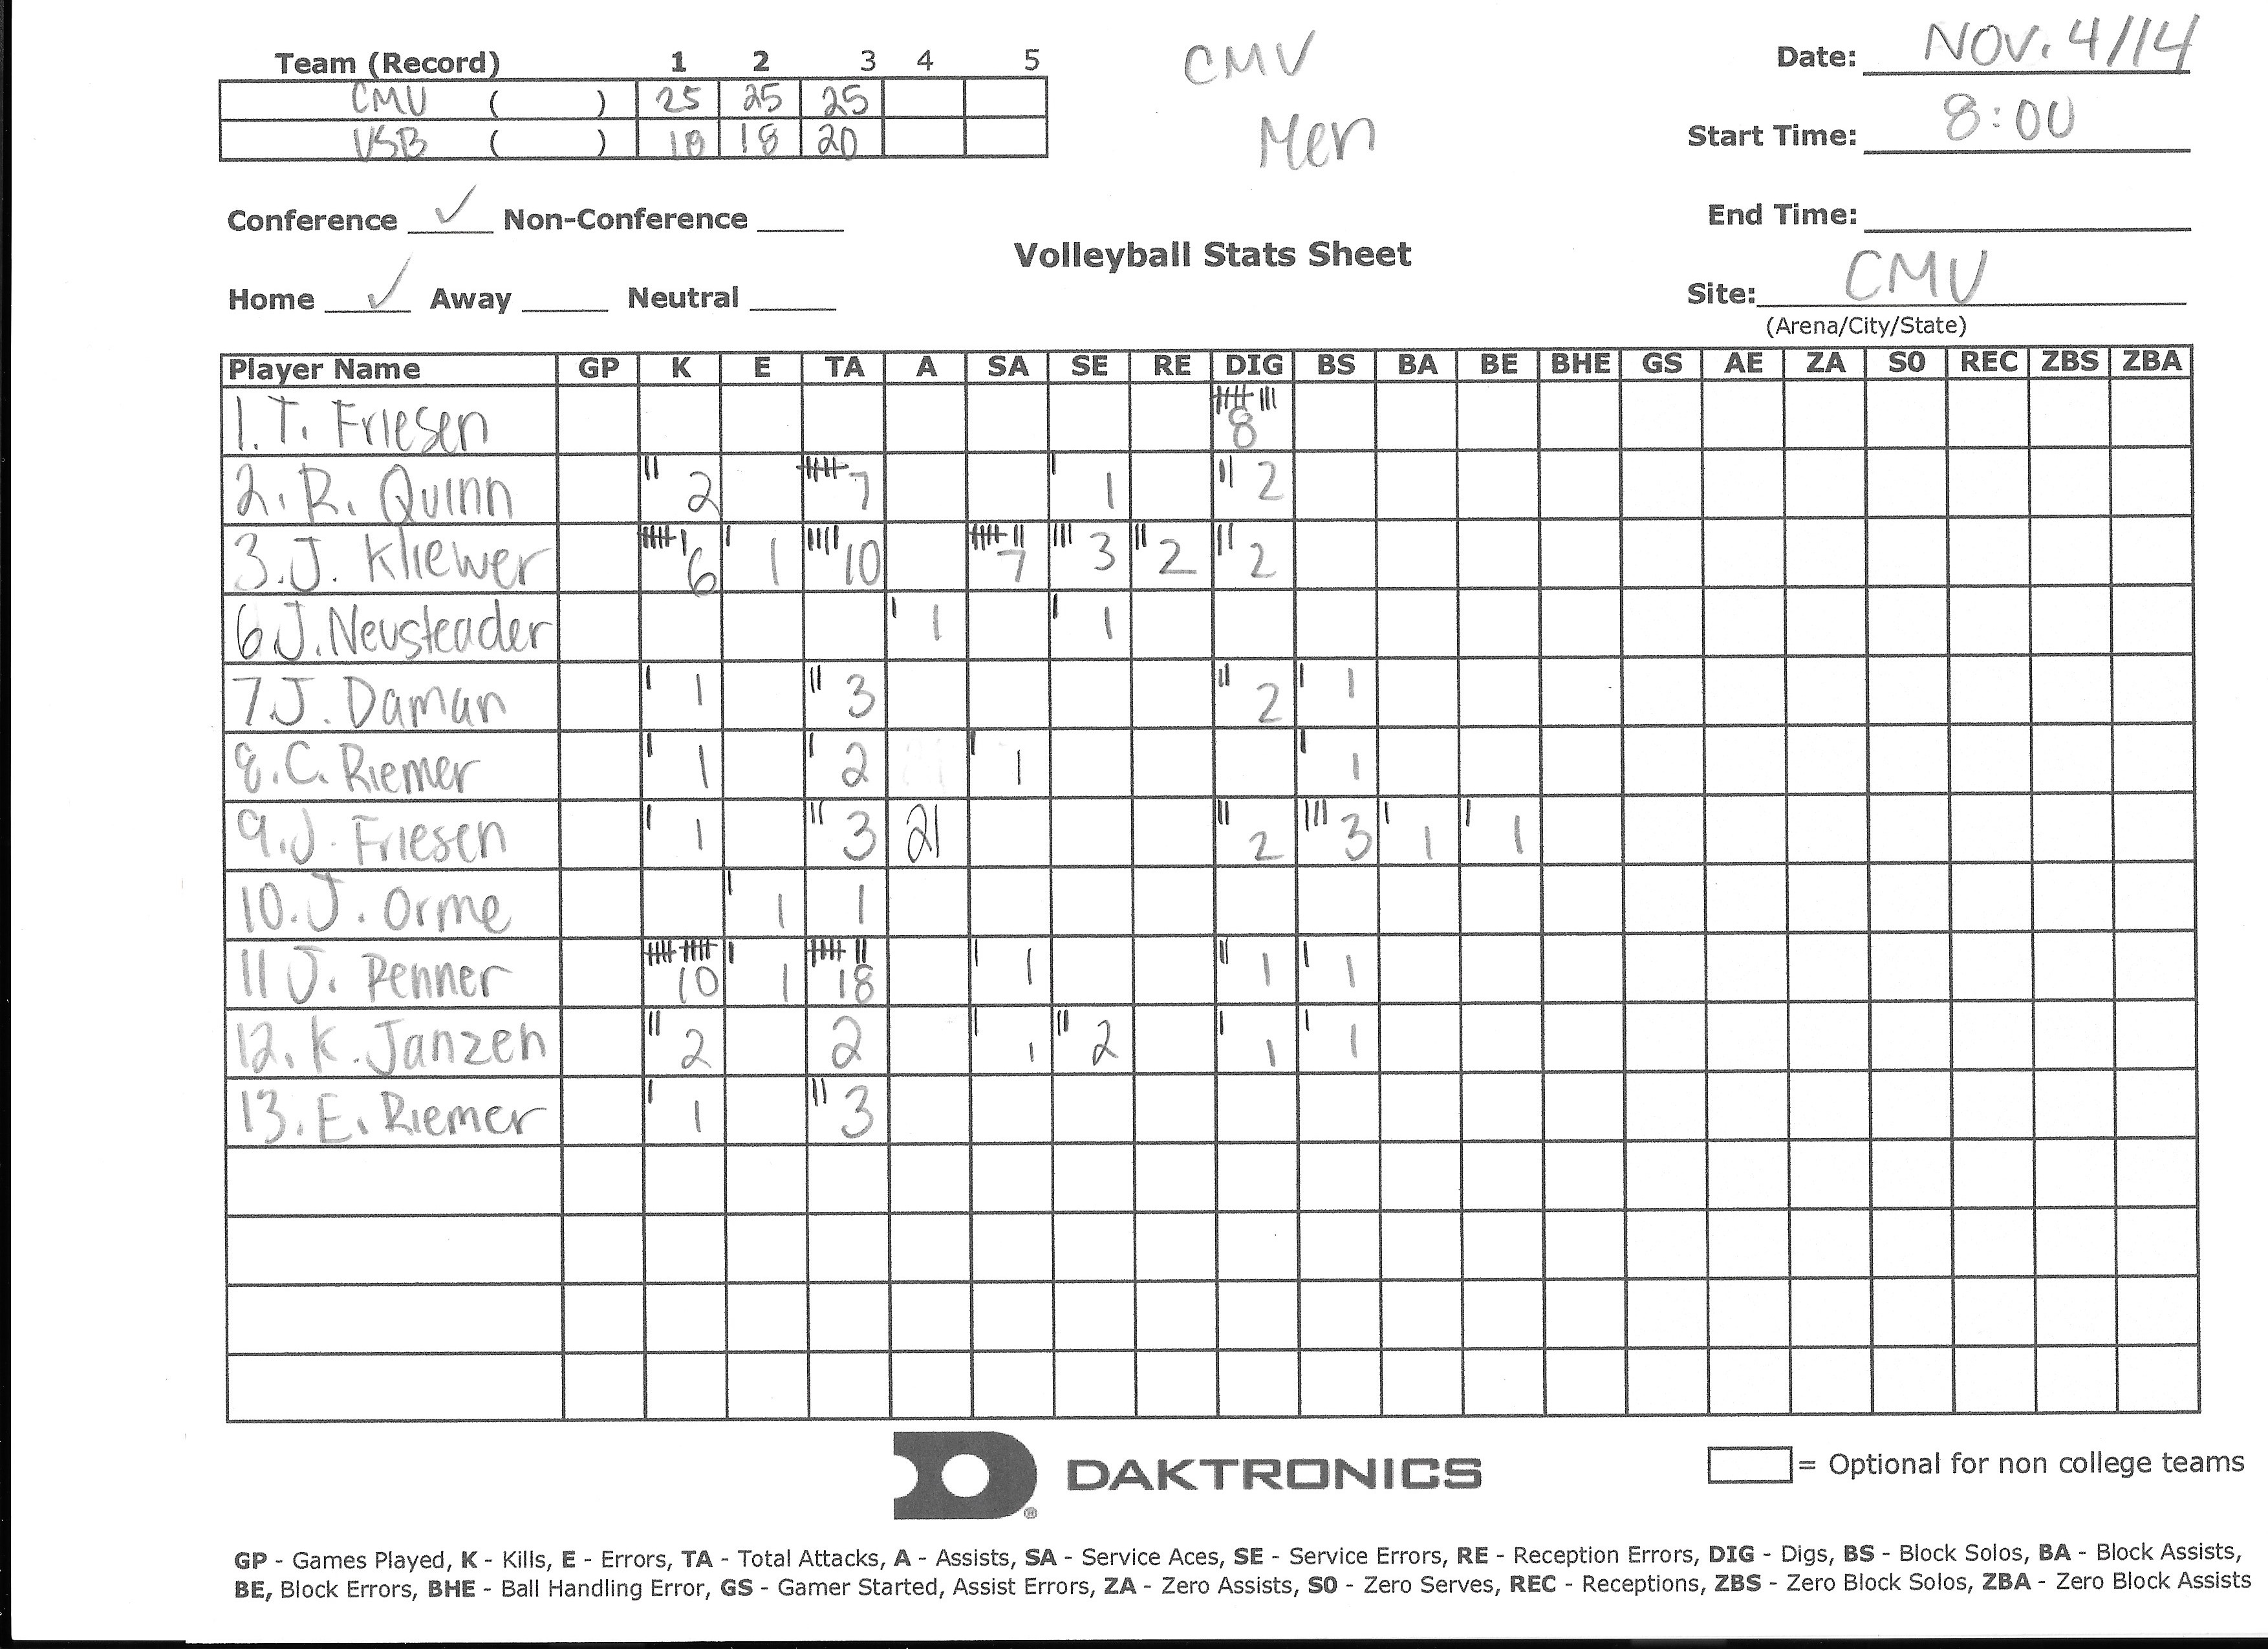 Team (Record) 1 2 3 4 5
CMU ( ) 25 25 25
USB ( ) 18 18 20
CMU
Men
Date: NOV. 4/14
Start Time: 8:00
End Time:
Conference ✓ Non-Conference
Home ✓ Away Neutral
Volleyball Stats Sheet
Site: CMU
(Arena/City/State)
Player Name GP K E TA A SA SE RE DIG BS BA BE BHE GS AE ZA S0 REC ZBS ZBA
1. T. Friesen 8
2. R. Quinn 2 7 1 2
3. J. Kliewer 6 1 10 7 3 2 2
6 J. Neusteader 1 1
7 J. Daman 1 3 2 1
8. C. Riemer 1 2 1 1
9. J. Friesen 1 3 21 2 3 1 1
10. J. Orme 1 1
11 J. Penner 10 1 18 1 1 1
12. K. Janzen 2 2 1 2 1 1
13. E. Riemer 1 3
DAKTRONICS
®
= Optional for non college teams
GP - Games Played, K - Kills, E - Errors, TA - Total Attacks, A - Assists, SA - Service Aces, SE - Service Errors, RE - Reception Errors, DIG - Digs, BS - Block Solos, BA - Block Assists,
BE, Block Errors, BHE - Ball Handling Error, GS - Gamer Started, Assist Errors, ZA - Zero Assists, S0 - Zero Serves, REC - Receptions, ZBS - Zero Block Solos, ZBA - Zero Block Assists